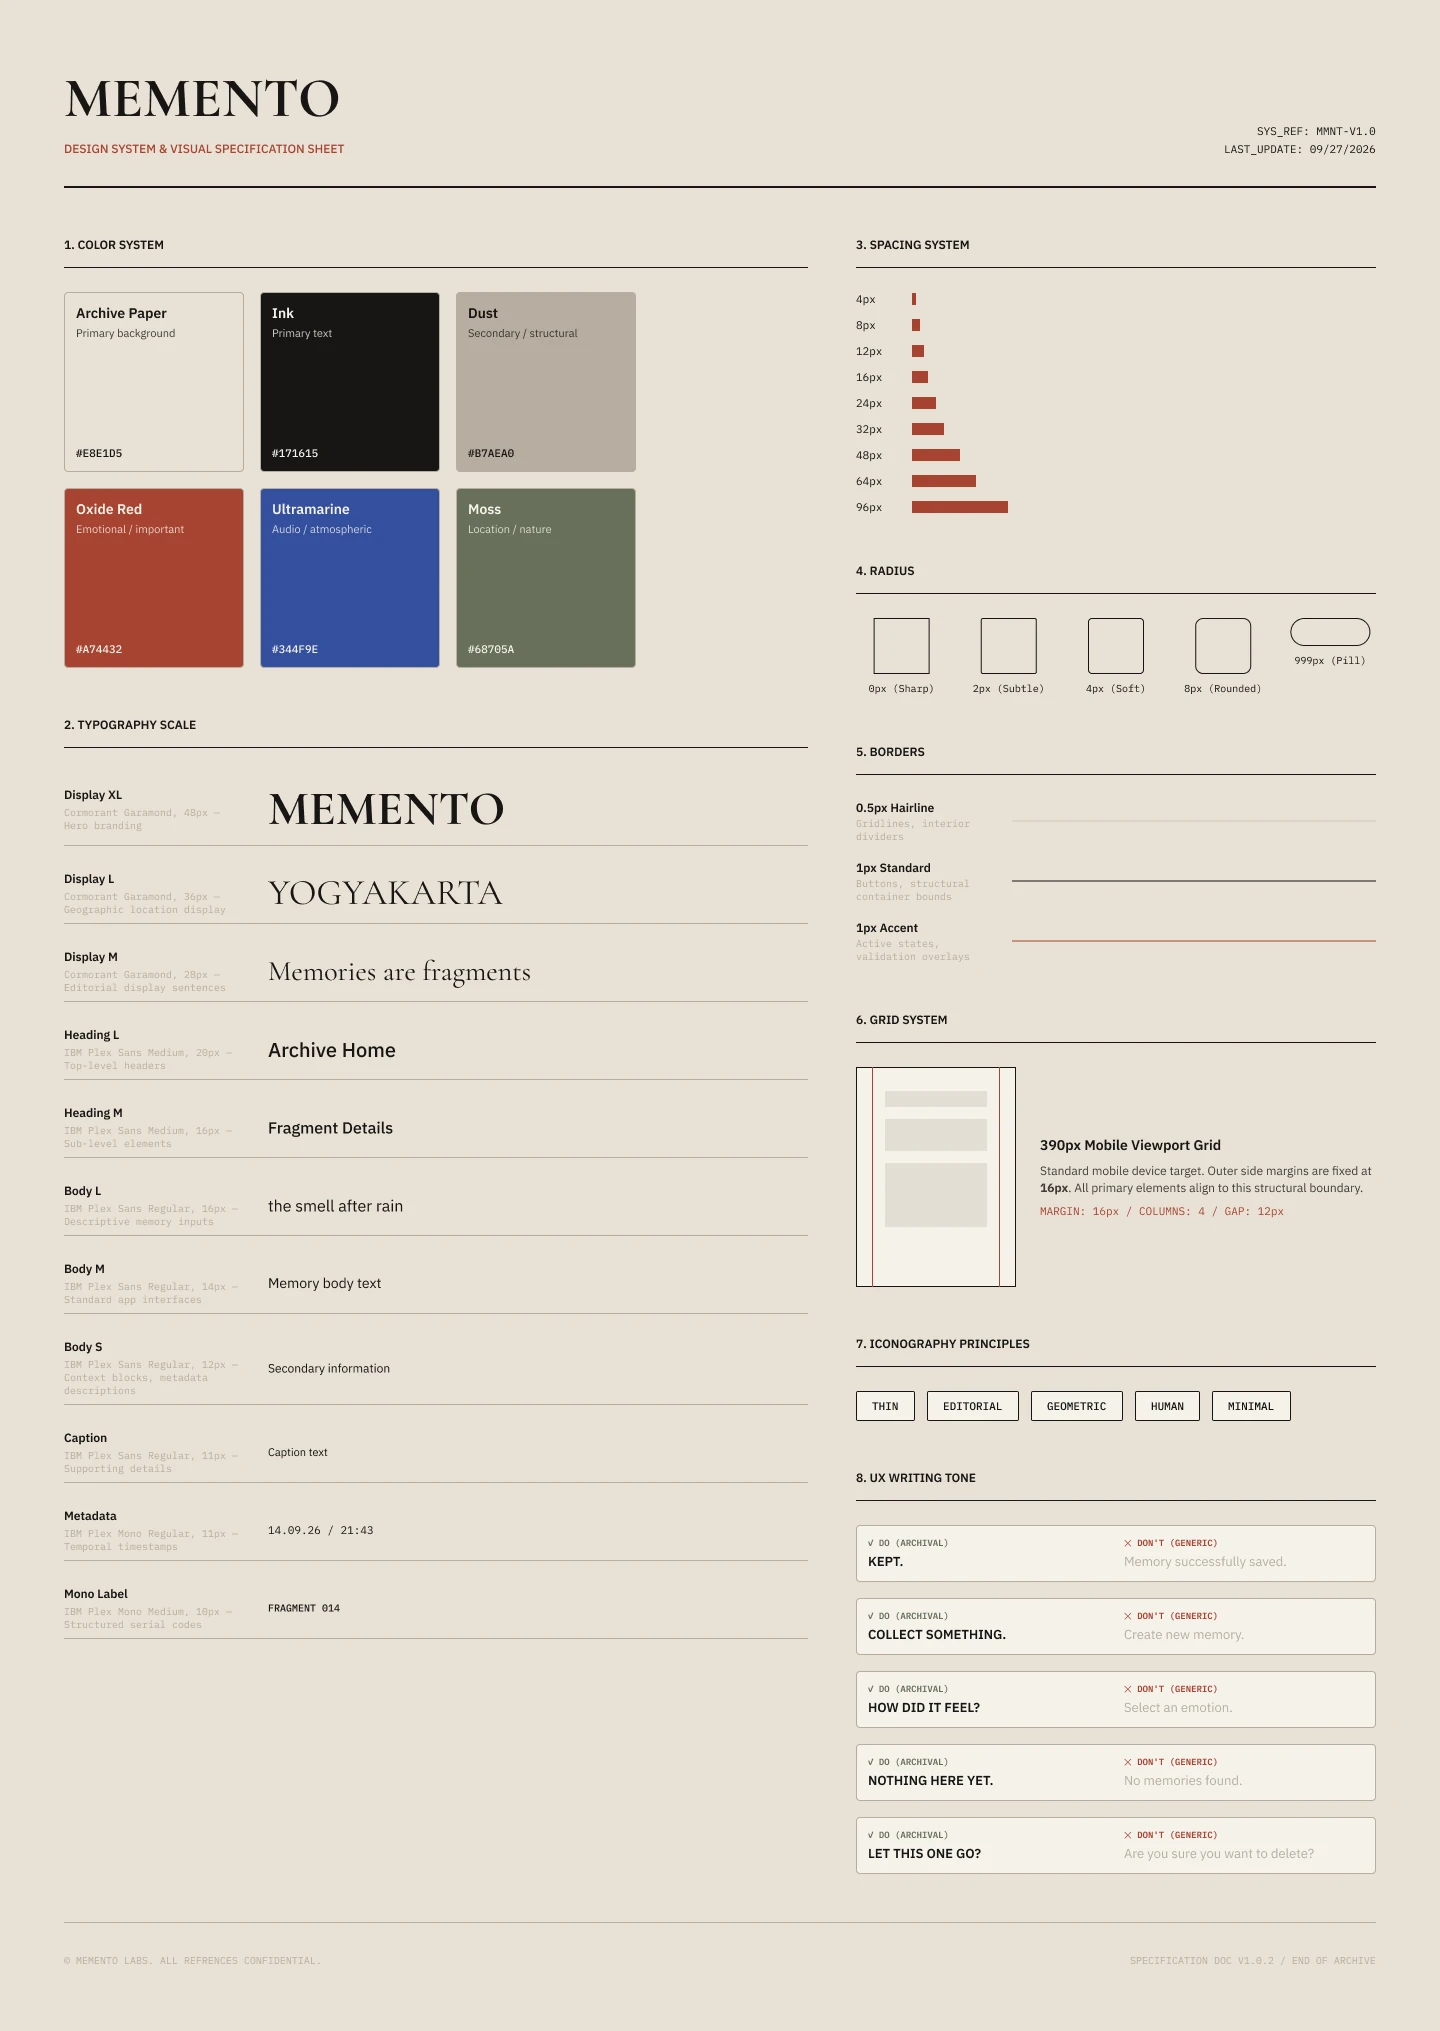 MEMENTO
DESIGN SYSTEM & VISUAL SPECIFICATION SHEET
SYS_REF: MMNT-V1.0
LAST_UPDATE: 09/27/2026
1. COLOR SYSTEM
Archive Paper
Primary background
#E8E1D5
Ink
Primary text
#171615
Dust
Secondary / structural
#B7AEA0
Oxide Red
Emotional / important
#A74432
Ultramarine
Audio / atmospheric
#344F9E
Moss
Location / nature
#68705A
2. TYPOGRAPHY SCALE
Display XL
Cormorant Garamond, 48px —
Hero branding
MEMENTO
Display L
Cormorant Garamond, 36px —
Geographic location display
YOGYAKARTA
Display M
Cormorant Garamond, 28px —
Editorial display sentences
Memories are fragments
Heading L
IBM Plex Sans Medium, 20px —
Top-level headers
Archive Home
Heading M
IBM Plex Sans Medium, 16px —
Sub-level elements
Fragment Details
Body L
IBM Plex Sans Regular, 16px —
Descriptive memory inputs
the smell after rain
Body M
IBM Plex Sans Regular, 14px —
Standard app interfaces
Memory body text
Body S
IBM Plex Sans Regular, 12px —
Context blocks, metadata
descriptions
Secondary information
Caption
IBM Plex Sans Regular, 11px —
Supporting details
Caption text
Metadata
IBM Plex Mono Regular, 11px —
Temporal timestamps
14.09.26 / 21:43
Mono Label
IBM Plex Mono Medium, 10px —
Structured serial codes
FRAGMENT 014
3. SPACING SYSTEM
4px
8px
12px
16px
24px
32px
48px
64px
96px
4. RADIUS
0px (Sharp)
2px (Subtle)
4px (Soft)
8px (Rounded)
999px (Pill)
5. BORDERS
0.5px Hairline
Gridlines, interior
dividers
1px Standard
Buttons, structural
container bounds
1px Accent
Active states,
validation overlays
6. GRID SYSTEM
390px Mobile Viewport Grid
Standard mobile device target. Outer side margins are fixed at
16px. All primary elements align to this structural boundary.
MARGIN: 16px / COLUMNS: 4 / GAP: 12px
7. ICONOGRAPHY PRINCIPLES
THIN
EDITORIAL
GEOMETRIC
HUMAN
MINIMAL
8. UX WRITING TONE
✓ DO (ARCHIVAL)
KEPT.
✕ DON'T (GENERIC)
Memory successfully saved.
✓ DO (ARCHIVAL)
COLLECT SOMETHING.
✕ DON'T (GENERIC)
Create new memory.
✓ DO (ARCHIVAL)
HOW DID IT FEEL?
✕ DON'T (GENERIC)
Select an emotion.
✓ DO (ARCHIVAL)
NOTHING HERE YET.
✕ DON'T (GENERIC)
No memories found.
✓ DO (ARCHIVAL)
LET THIS ONE GO?
✕ DON'T (GENERIC)
Are you sure you want to delete?
© MEMENTO LABS. ALL REFRENCES CONFIDENTIAL.
SPECIFICATION DOC V1.0.2 / END OF ARCHIVE